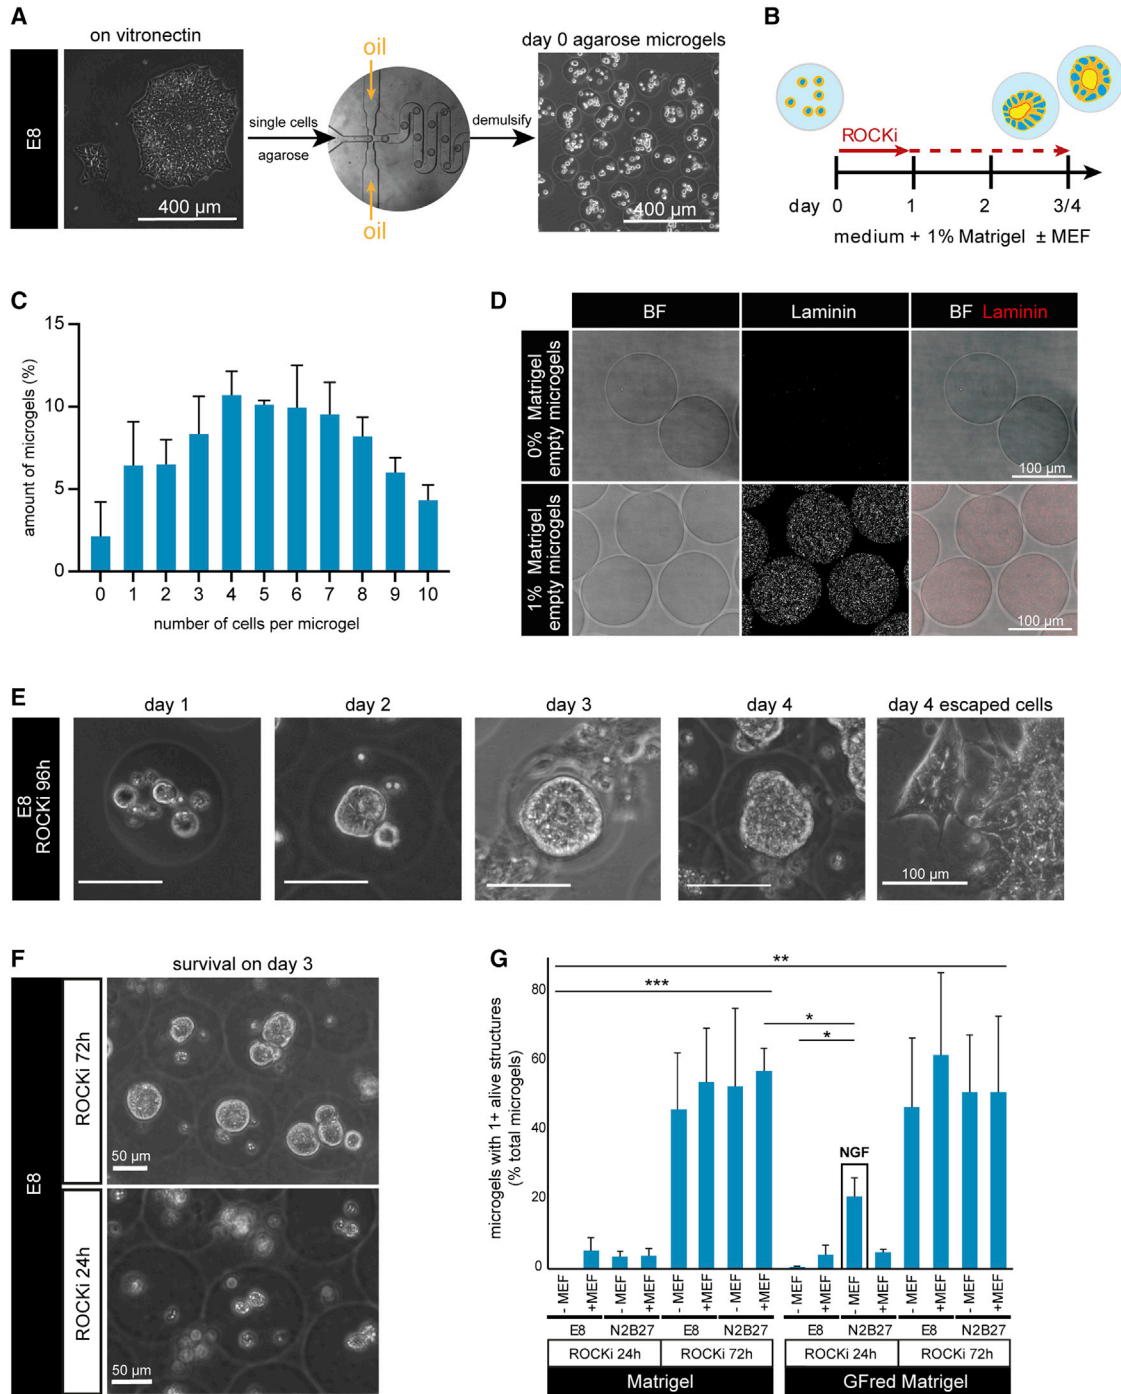 A
on vitronectin
E8
400 µm
oil
single cells
agarose
oil
demulsify
day 0 agarose microgels
400 µm
B
ROCKi
day 0 1 2 3/4
medium + 1% Matrigel ± MEF
C
amount of microgels (%)
15
10
5
0
0 1 2 3 4 5 6 7 8 9 10
number of cells per microgel
D
BF Laminin BF Laminin
0% Matrigel
empty microgels
100 µm
1% Matrigel
empty microgels
100 µm
E
day 1 day 2 day 3 day 4 day 4 escaped cells
E8
ROCKi 96h
100 µm
F
survival on day 3
E8
ROCKi 72h
50 µm
ROCKi 24h
50 µm
G
microgels with 1+ alive structures
(% total microgels)
80
60
40
20
0
**
***
*
*
NGF
- MEF +MEF - MEF +MEF - MEF +MEF - MEF +MEF - MEF +MEF - MEF +MEF - MEF +MEF - MEF +MEF
E8 N2B27 E8 N2B27 E8 N2B27 E8 N2B27
ROCKi 24h ROCKi 72h ROCKi 24h ROCKi 72h
Matrigel GFred Matrigel